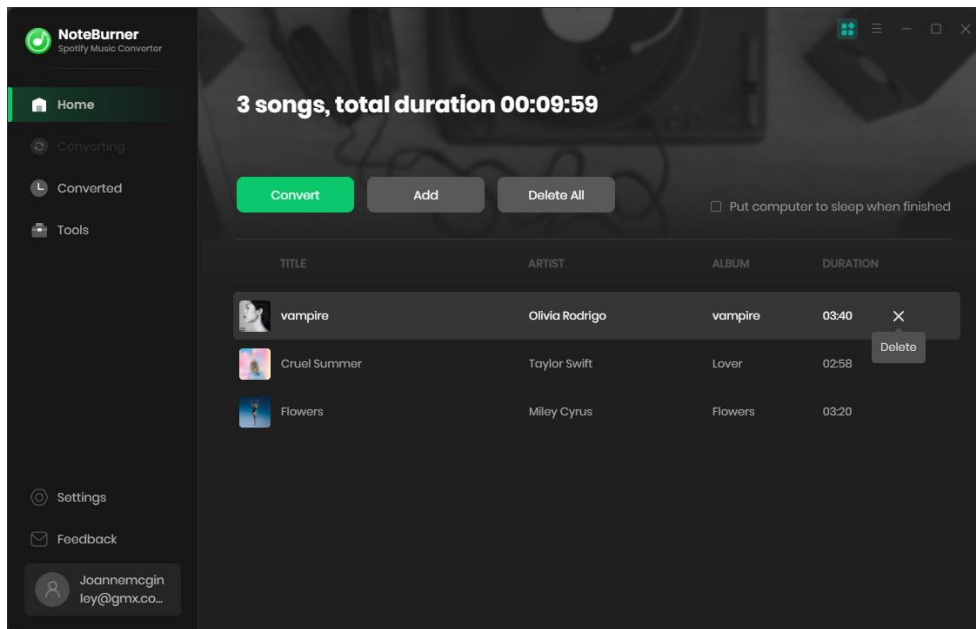 NoteBurner
Spotify Music Converter
Home
Converting
Converted
Tools
Settings
Feedback
Joannemcgin
ley@gmx.co...
3 songs, total duration 00:09:59
Convert Add Delete All
Put computer to sleep when finished
TITLE ARTIST ALBUM DURATION
vampire Olivia Rodrigo vampire 03:40
Delete
Cruel Summer Taylor Swift Lover 02:58
Flowers Miley Cyrus Flowers 03:20